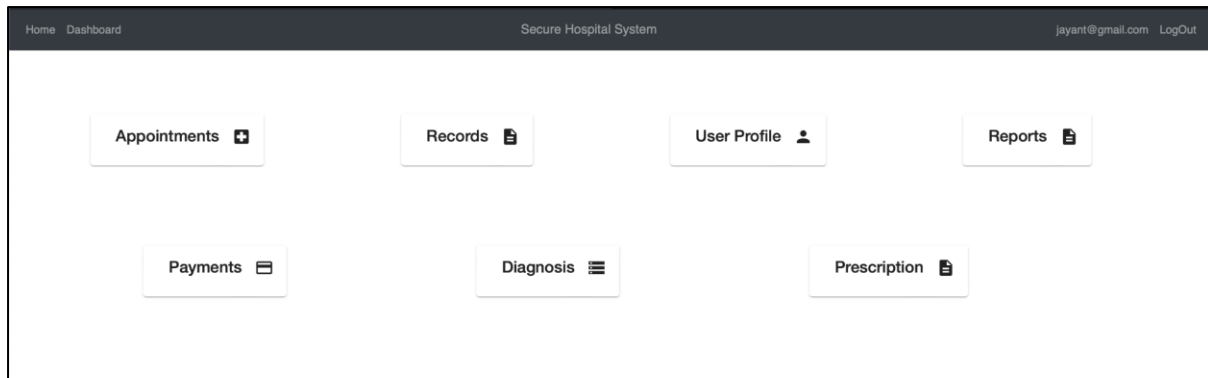 Home Dashboard Secure Hospital System jayant@gmail.com LogOut
Appointments Records User Profile Reports
Payments Diagnosis Prescription